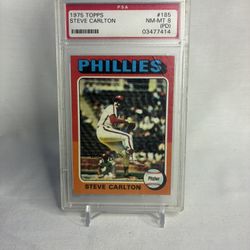 PSA
1975 TOPPS #185
STEVE CARLTON NM-MT 8
(PD)
03477414
PHILLIES
STEVE CARLTON
Pitcher